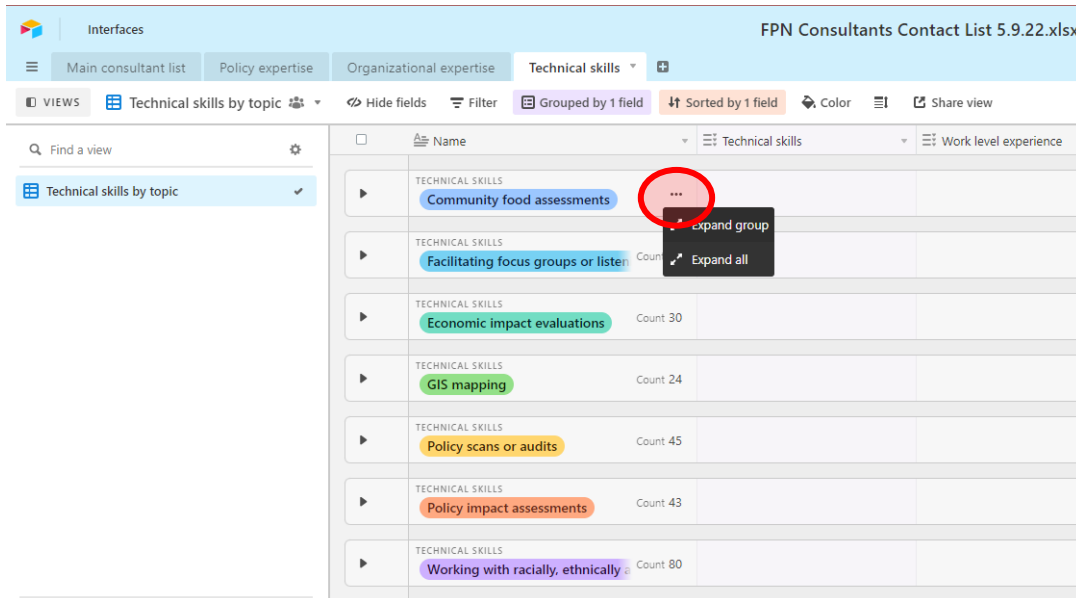 Interfaces
FPN Consultants Contact List 5.9.22.xlsx
Main consultant list Policy expertise Organizational expertise Technical skills
VIEWS Technical skills by topic Hide fields Filter Grouped by 1 field Sorted by 1 field Color Share view
Find a view
Name Technical skills Work level experience
Technical skills by topic
TECHNICAL SKILLS
Community food assessments ...
Expand group
TECHNICAL SKILLS
Facilitating focus groups or listen
Expand all
TECHNICAL SKILLS
Economic impact evaluations Count 30
TECHNICAL SKILLS
GIS mapping Count 24
TECHNICAL SKILLS
Policy scans or audits Count 45
TECHNICAL SKILLS
Policy impact assessments Count 43
TECHNICAL SKILLS
Working with racially, ethnically a Count 80